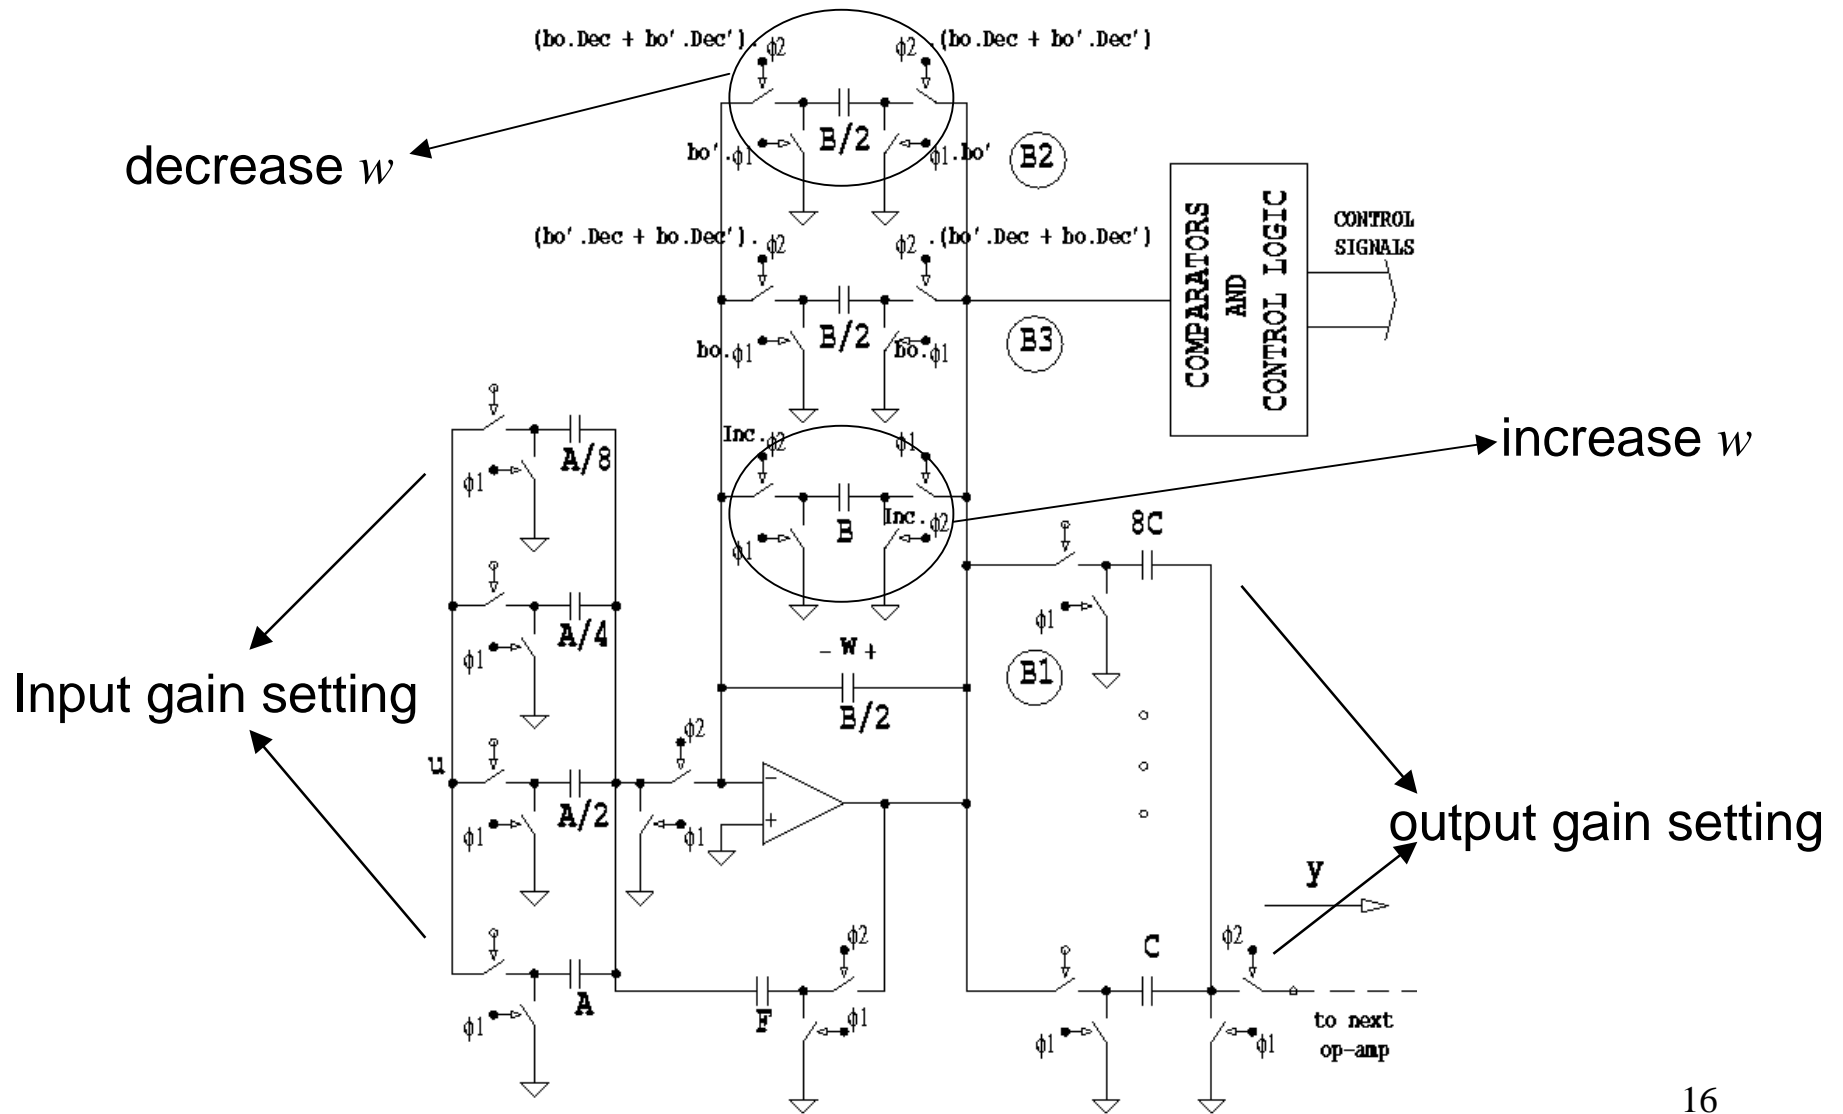 (bo.Dec + bo'.Dec'). ϕ2
ϕ2 .(bo.Dec + bo'.Dec')
decrease w
bo'.ϕ1
B/2
ϕ1.bo'
B2
(bo'.Dec + bo.Dec'). ϕ2
ϕ2 .(bo'.Dec + bo.Dec')
bo.ϕ1
B/2
bo.ϕ1
B3
COMPARATORS
AND
CONTROL LOGIC
CONTROL
SIGNALS
Inc.ϕ2
ϕ1
increase w
ϕ1
B
Inc.ϕ2
ϕ1
A/8
8C
ϕ1
ϕ1
A/4
- W +
B1
B/2
Input gain setting
u
ϕ2
ϕ1
A/2
-
+
ϕ1
output gain setting
y
ϕ2
C
ϕ2
ϕ1
A
F
ϕ1
ϕ1
ϕ1
to next
op-amp
16